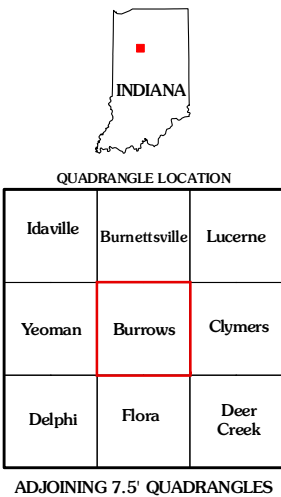 INDIANA
QUADRANGLE LOCATION
Idaville
Burnettsville
Lucerne
Yeoman
Burrows
Clymers
Delphi
Flora
Deer
Creek
ADJOINING 7.5' QUADRANGLES